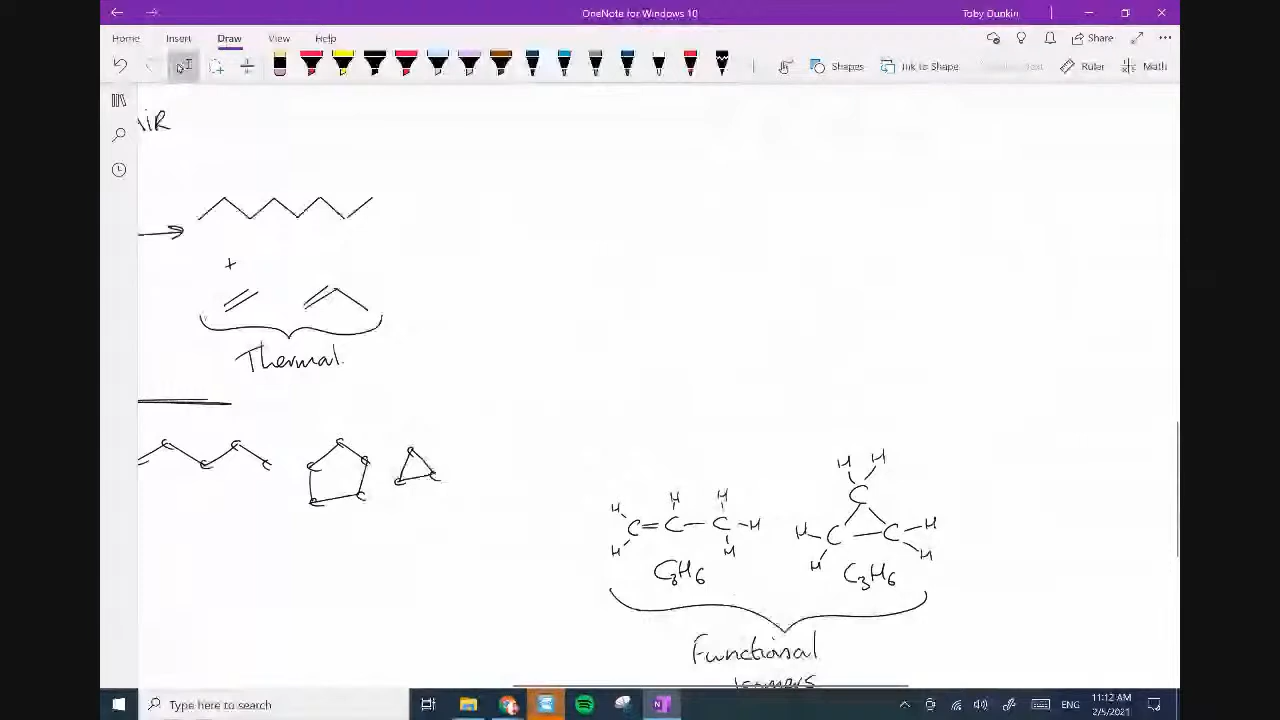 OneNote for Windows 10
Toby Dunkin
Home Insert Draw View Help
Share
Shapes Ink to Shape Ruler Math
AIR
+
Thermal.
C C C C C C C C
C C C C C
H H
H H H C
H C=C-C-H H-C C-H
H H H H
C3H6 C3H6
Functional
Isomers
Type here to search
11:12 AM
2/5/2021